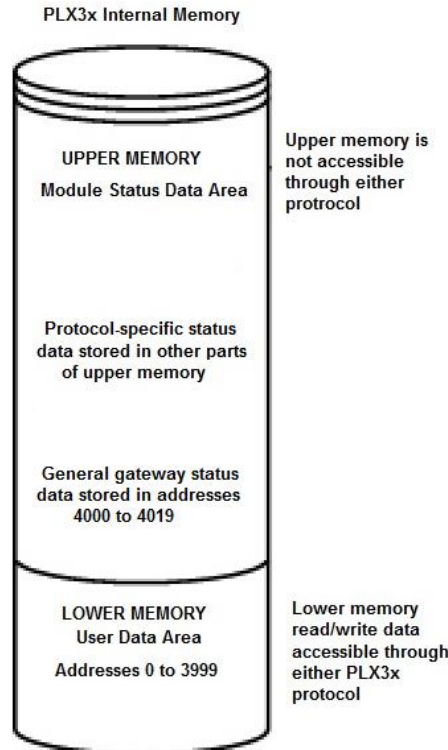 PLX3x Internal Memory
UPPER MEMORY
Module Status Data Area
Upper memory is
not accessible
through either
protrocol
Protocol-specific status
data stored in other parts
of upper memory
General gateway status
data stored in addresses
4000 to 4019
LOWER MEMORY
User Data Area
Addresses 0 to 3999
Lower memory
read/write data
accessible through
either PLX3x
protocol